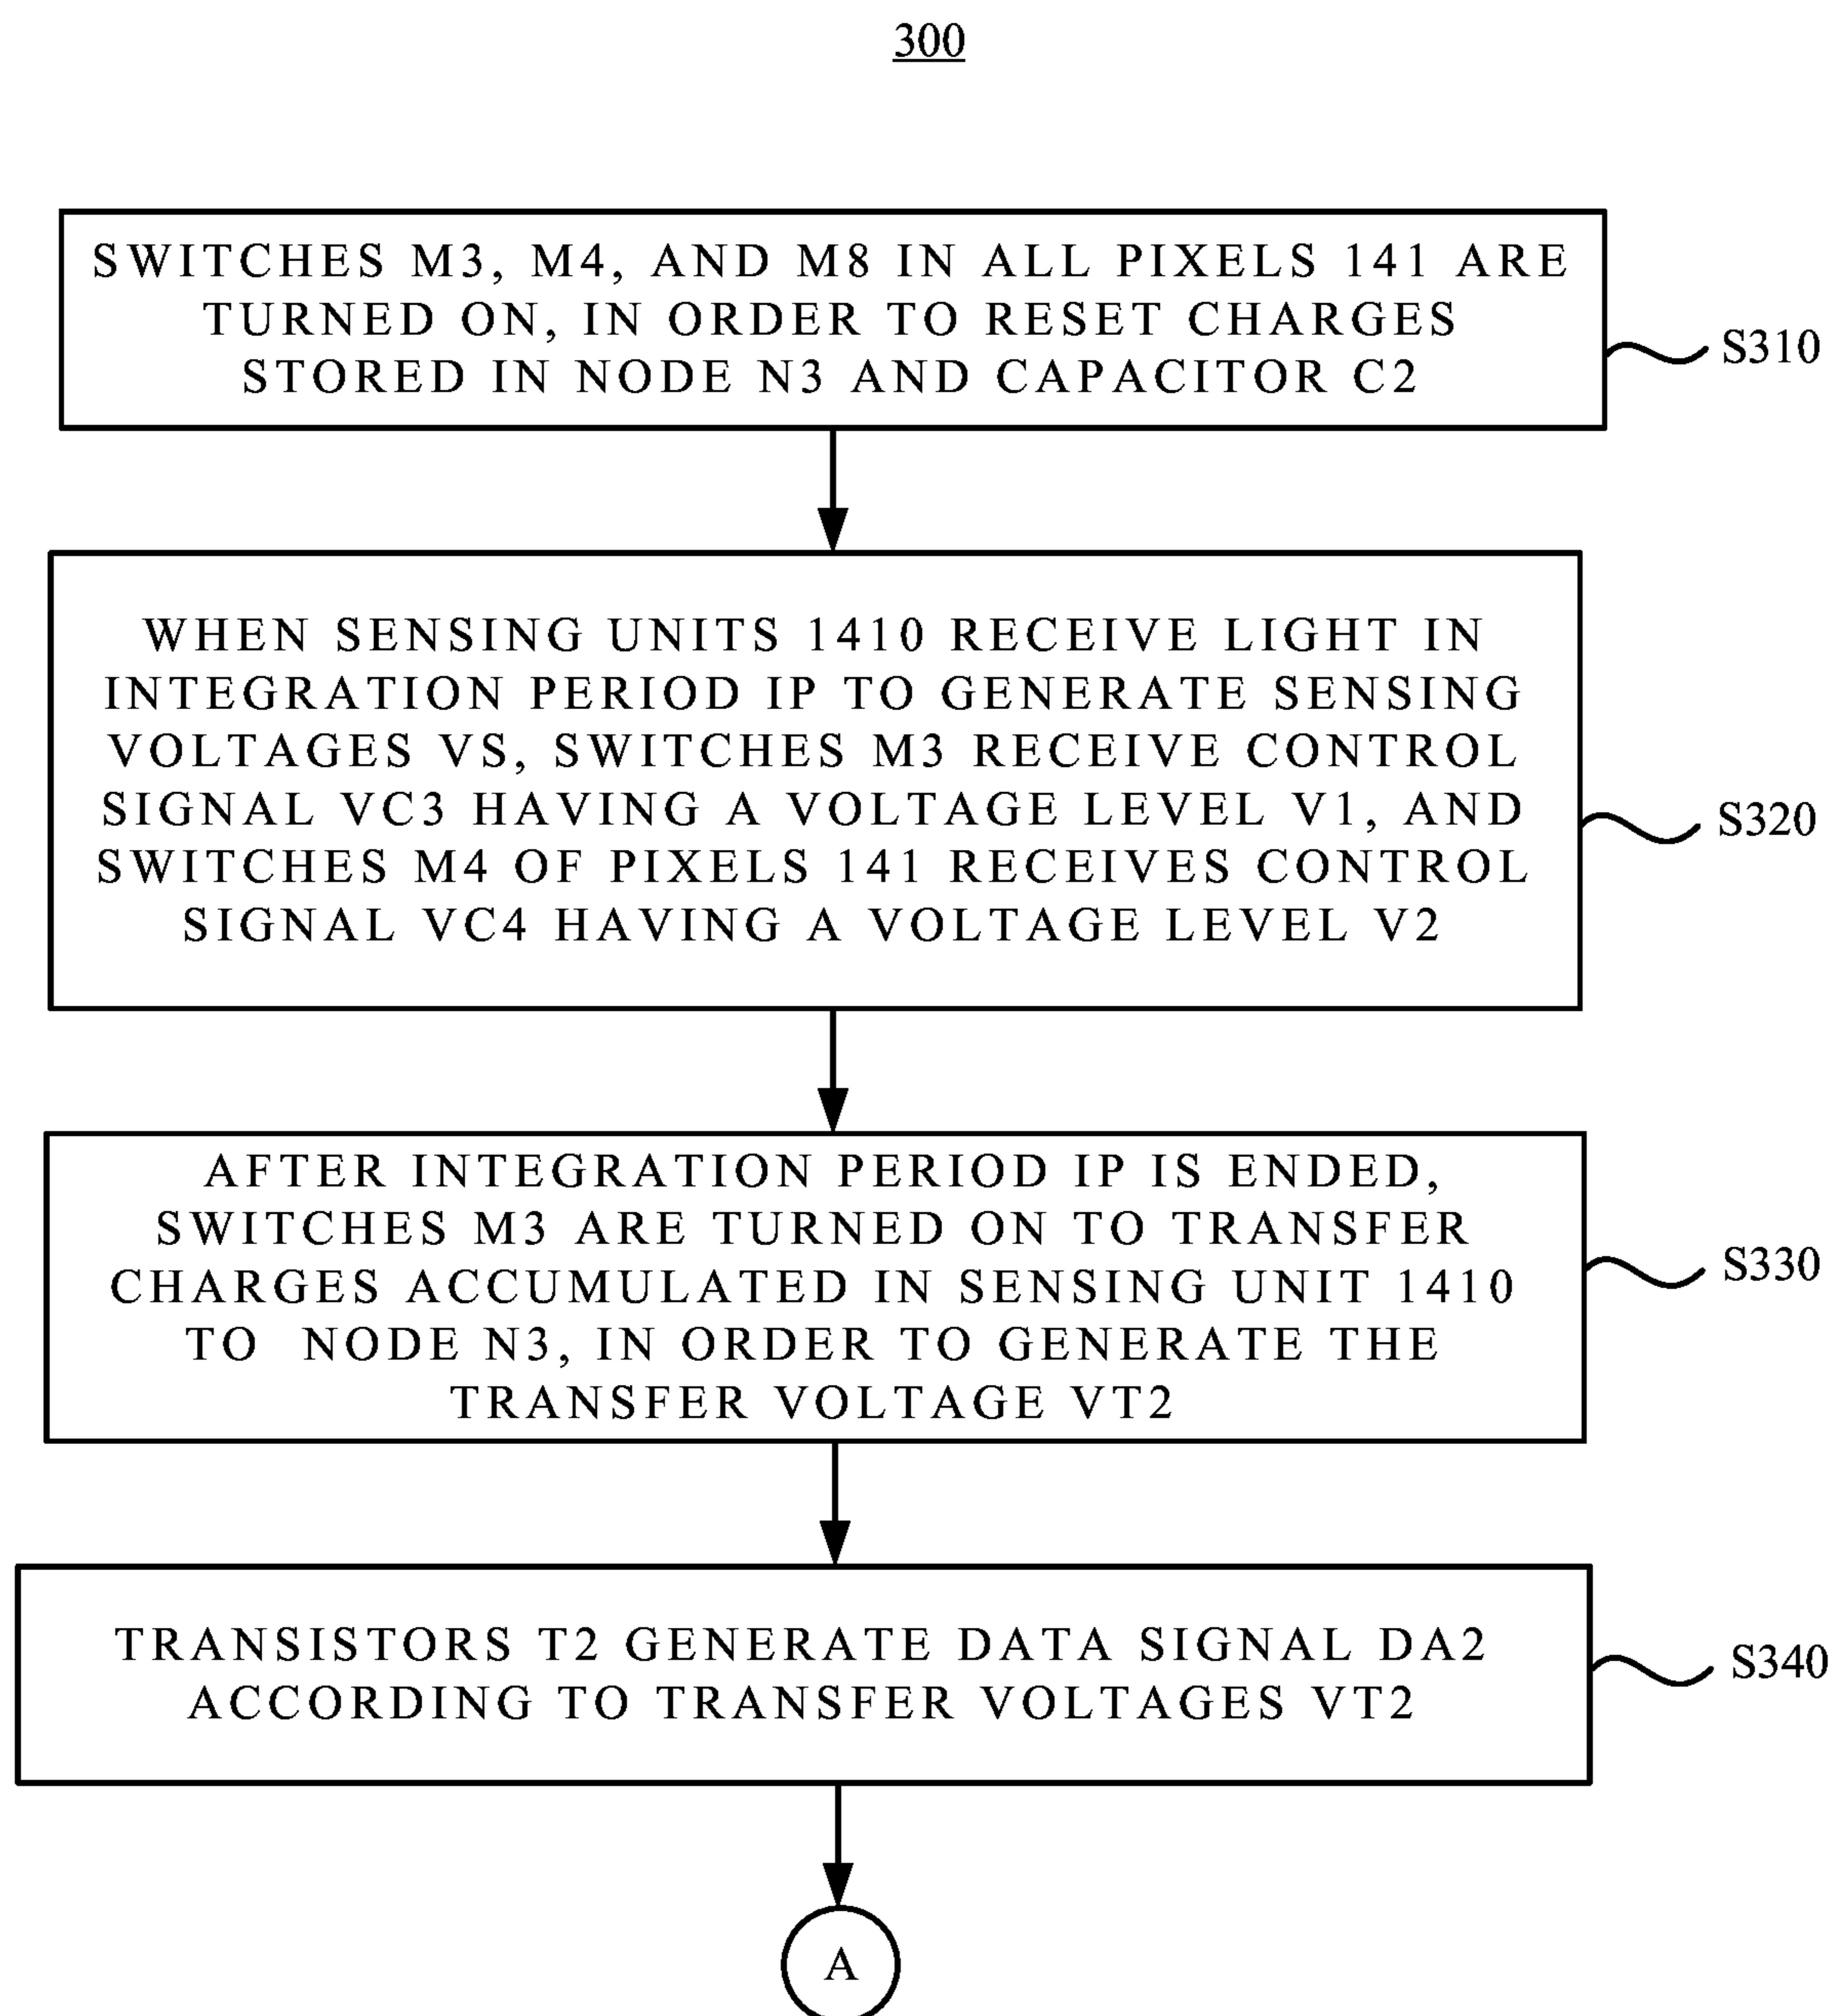 300
SWITCHES M3, M4, AND M8 IN ALL PIXELS 141 ARE
TURNED ON, IN ORDER TO RESET CHARGES
STORED IN NODE N3 AND CAPACITOR C2
S310
WHEN SENSING UNITS 1410 RECEIVE LIGHT IN
INTEGRATION PERIOD IP TO GENERATE SENSING
VOLTAGES VS, SWITCHES M3 RECEIVE CONTROL
SIGNAL VC3 HAVING A VOLTAGE LEVEL V1, AND
SWITCHES M4 OF PIXELS 141 RECEIVES CONTROL
SIGNAL VC4 HAVING A VOLTAGE LEVEL V2
S320
AFTER INTEGRATION PERIOD IP IS ENDED,
SWITCHES M3 ARE TURNED ON TO TRANSFER
CHARGES ACCUMULATED IN SENSING UNIT 1410
TO NODE N3, IN ORDER TO GENERATE THE
TRANSFER VOLTAGE VT2
S330
TRANSISTORS T2 GENERATE DATA SIGNAL DA2
ACCORDING TO TRANSFER VOLTAGES VT2
S340
A